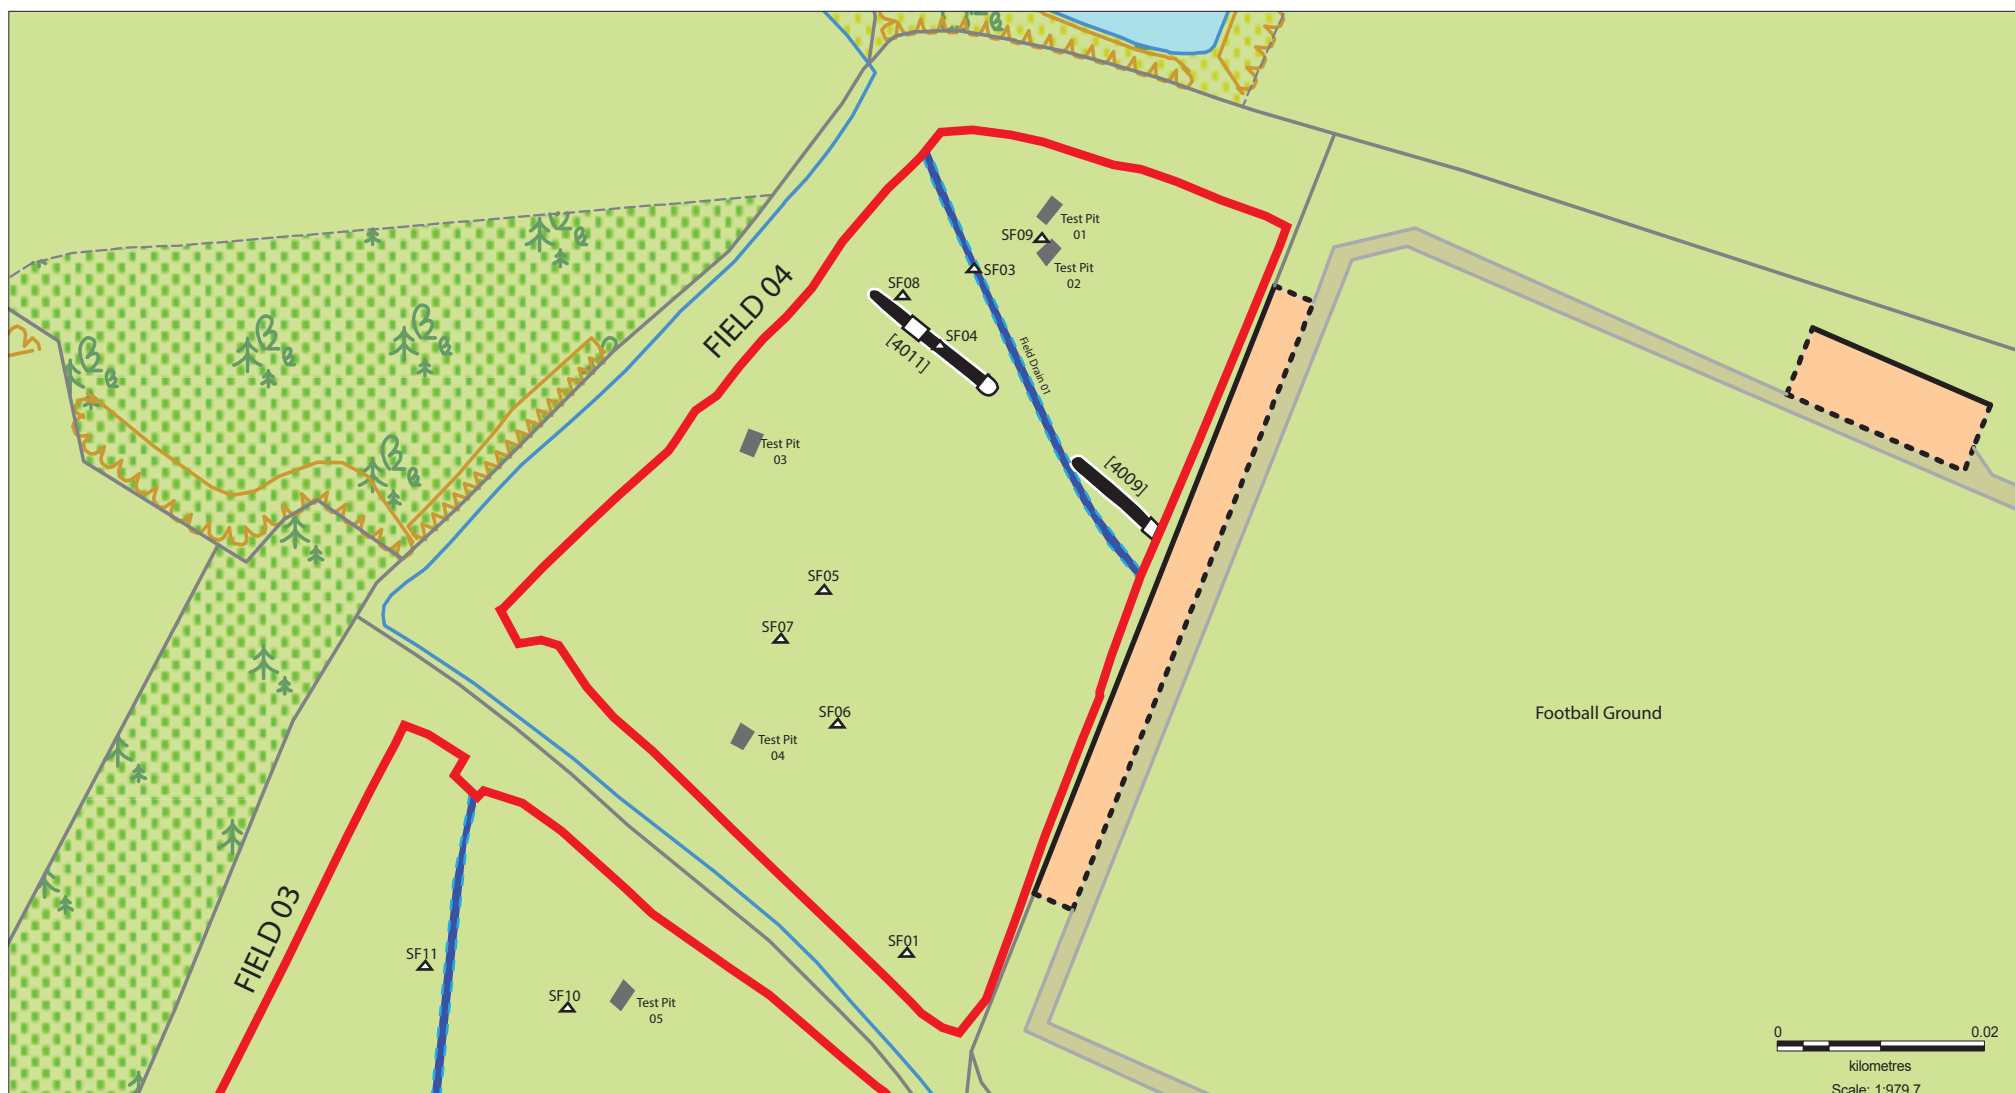 Test Pit
01
SF09
Test Pit
02
SF03
SF08
SF04
[4011]
Field Drain 01
FIELD 04
Test Pit
03
[4009]
SF05
SF07
SF06
Test Pit
04
Football Ground
FIELD 03
SF01
SF11
SF10
Test Pit
05
0 0.02
kilometres
Scale: 1:979.7